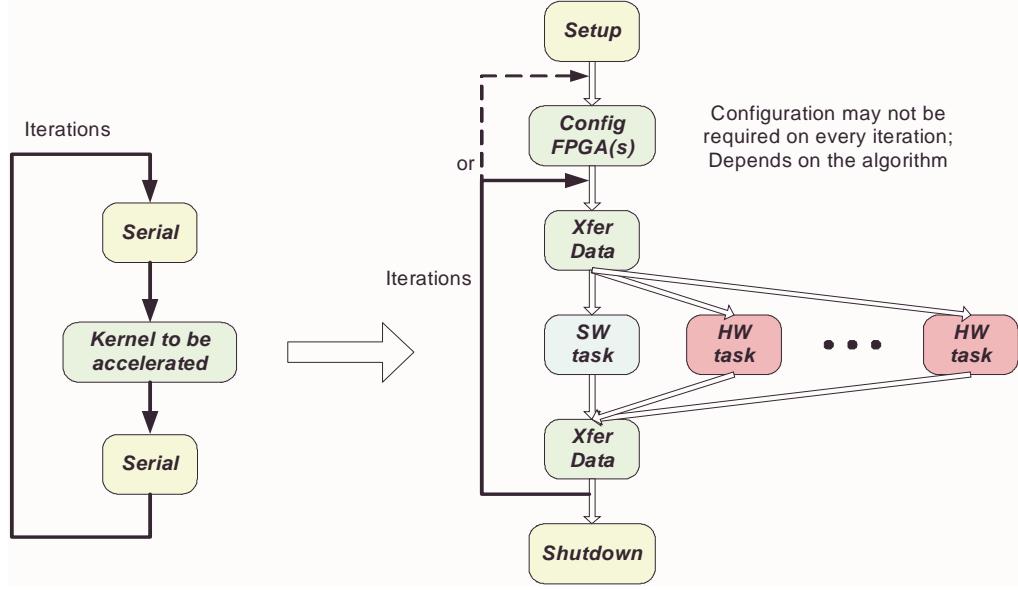 Iterations
Serial
Kernel to be
accelerated
Serial
Setup
Config
FPGA(s)
Configuration may not be
required on every iteration;
Depends on the algorithm
or
Xfer
Data
Iterations
SW
task
HW
task
HW
task
Xfer
Data
Shutdown